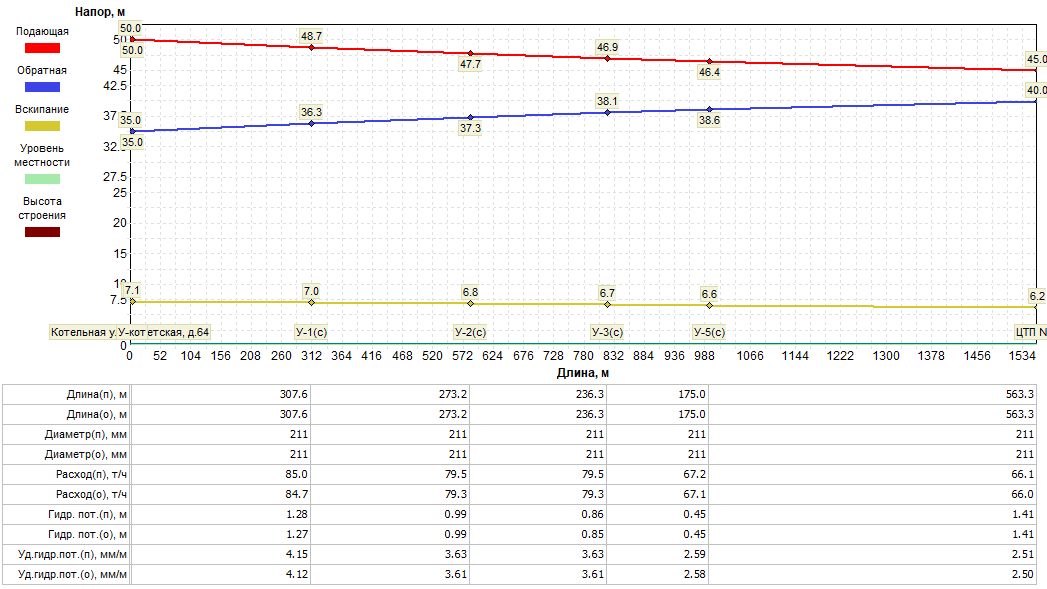 Напор, м
Подающая
Обратная
Вскипание
Уровень
местности
Высота
строения
50
45
42.5
32.
27.5
25
20
15
10
7.5
0
50.0
50.0
48.7
47.7
46.9
46.4
45.0
35.0
35.0
36.3
37.3
38.1
38.6
40.0
7.1
7.0
6.8
6.7
6.6
6.2
Котельная у. У-котетская, д.64 У-1(с) У-2(с) У-3(с) У-5(с) ЦТП N
0 52 104 156 208 260 312 364 416 468 520 572 624 676 728 780 832 884 936 988 1066 1144 1222 1300 1378 1456 1534
Длина, м
Длина(п), м 307.6 273.2 236.3 175.0 563.3
Длина(о), м 307.6 273.2 236.3 175.0 563.3
Диаметр(п), мм 211 211 211 211 211
Диаметр(о), мм 211 211 211 211 211
Расход(п), т/ч 85.0 79.5 79.5 67.2 66.1
Расход(о), т/ч 84.7 79.3 79.3 67.1 66.0
Гидр. пот.(п), м 1.28 0.99 0.86 0.45 1.41
Гидр. пот.(о), м 1.27 0.99 0.85 0.45 1.41
Уд.гидр.пот.(п), мм/м 4.15 3.63 3.63 2.59 2.51
Уд.гидр.пот.(о), мм/м 4.12 3.61 3.61 2.58 2.50